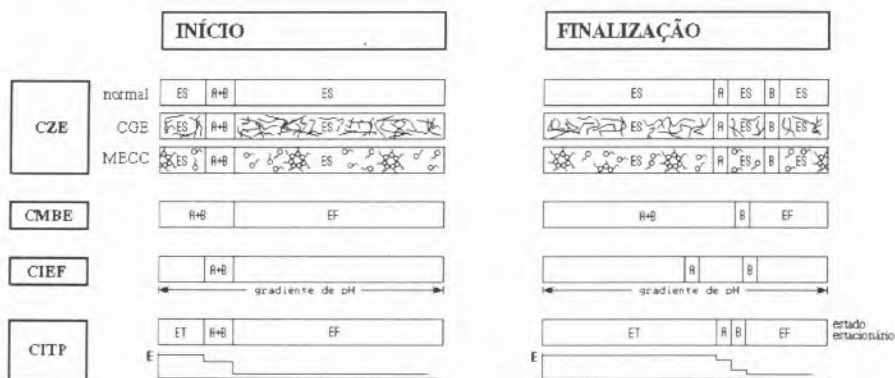 INÍCIO FINALIZAÇÃO
CZE
normal ES A+B ES ES A ES B ES
CGE ES A+B ES ES A ES B ES
MECC ES A+B ES ES A ES B ES
CMBE A+B EF A+B B EF
CIEF A+B A B
gradiente de pH gradiente de pH
CITP ET A+B EF ET A B EF estado estacionário
E E